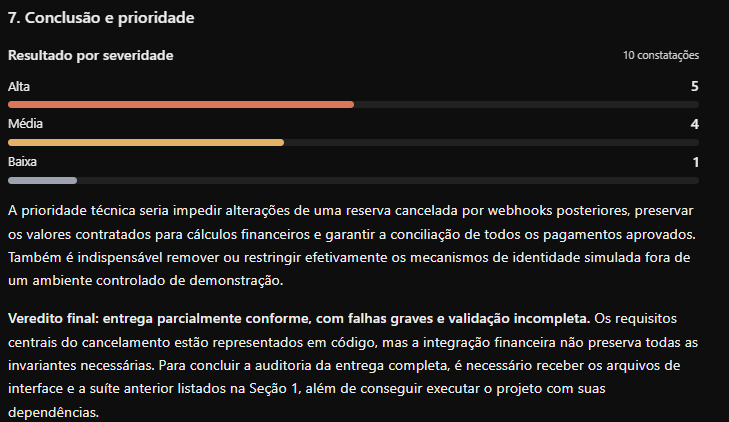 7. Conclusão e prioridade
Resultado por severidade
10 constatações
Alta
5
Média
4
Baixa
1
A prioridade técnica seria impedir alterações de uma reserva cancelada por webhooks posteriores, preservar
os valores contratados para cálculos financeiros e garantir a conciliação de todos os pagamentos aprovados.
Também é indispensável remover ou restringir efetivamente os mecanismos de identidade simulada fora de
um ambiente controlado de demonstração.
Veredito final: entrega parcialmente conforme, com falhas graves e validação incompleta. Os requisitos
centrais do cancelamento estão representados em código, mas a integração financeira não preserva todas as
invariantes necessárias. Para concluir a auditoria da entrega completa, é necessário receber os arquivos de
interface e a suíte anterior listados na Seção 1, além de conseguir executar o projeto com suas
dependências.